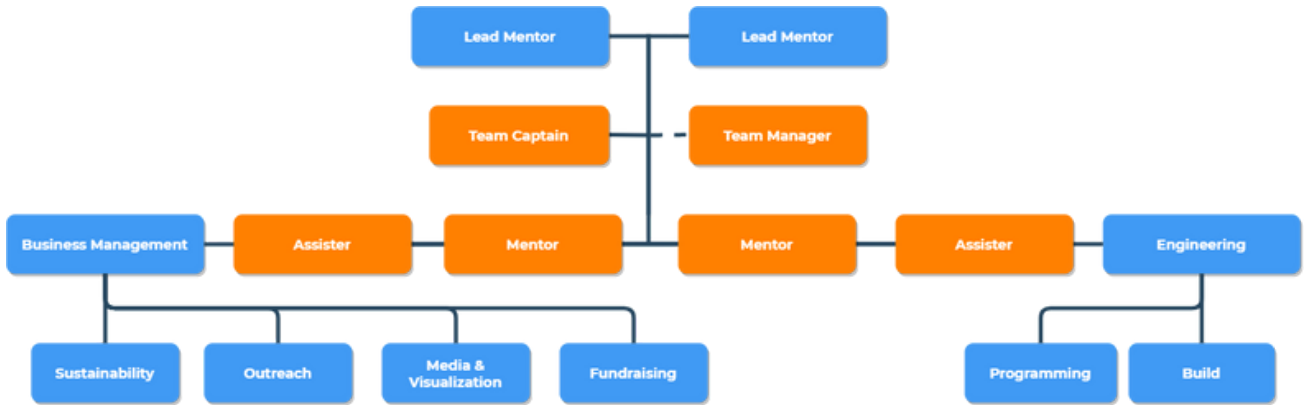 Lead Mentor
Lead Mentor
Team Captain
Team Manager
Business Management
Assister
Mentor
Mentor
Assister
Engineering
Sustainability
Outreach
Media &
Visualization
Fundraising
Programming
Build